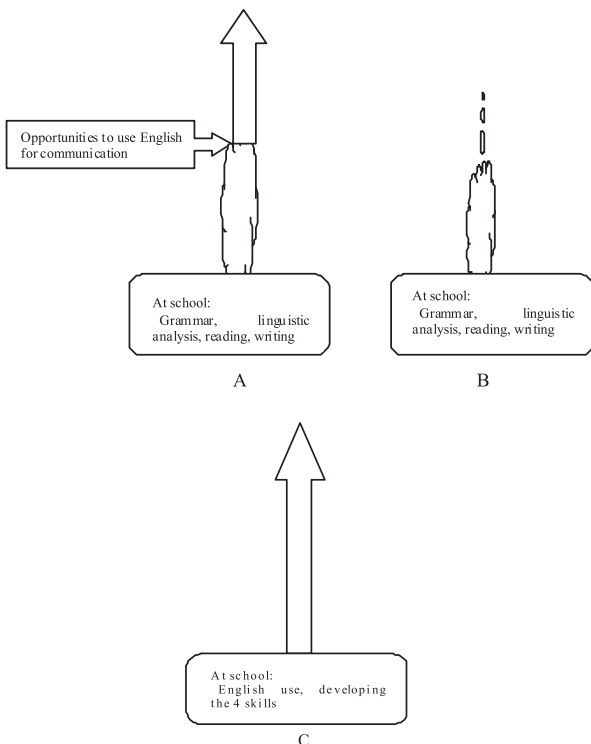 Opportunities to use English
for communication
At school:
Grammar, linguistic
analysis, reading, writing
A
At school:
Grammar, linguistic
analysis, reading, writing
B
At school:
English use, developing
the 4 skills
C